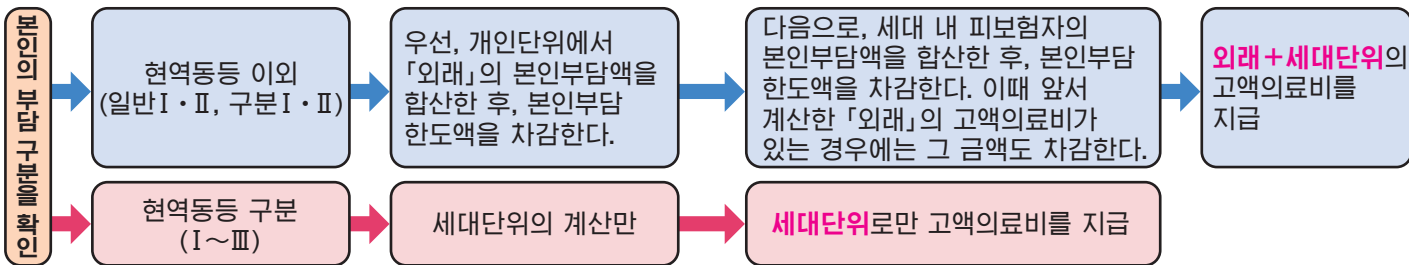 본인의 부담 구분을 확인
현역동등 이외
(일반Ⅰ・Ⅱ, 구분Ⅰ・Ⅱ)
우선, 개인단위에서
「외래」의 본인부담액을
합산한 후, 본인부담
한도액을 차감한다.
다음으로, 세대 내 피보험자의
본인부담액을 합산한 후, 본인부담
한도액을 차감한다. 이때 앞서
계산한 「외래」의 고액의료비가
있는 경우에는 그 금액도 차감한다.
외래+세대단위의
고액의료비를
지급
현역동등 구분
(Ⅰ～Ⅲ)
세대단위의 계산만
세대단위로만 고액의료비를 지급